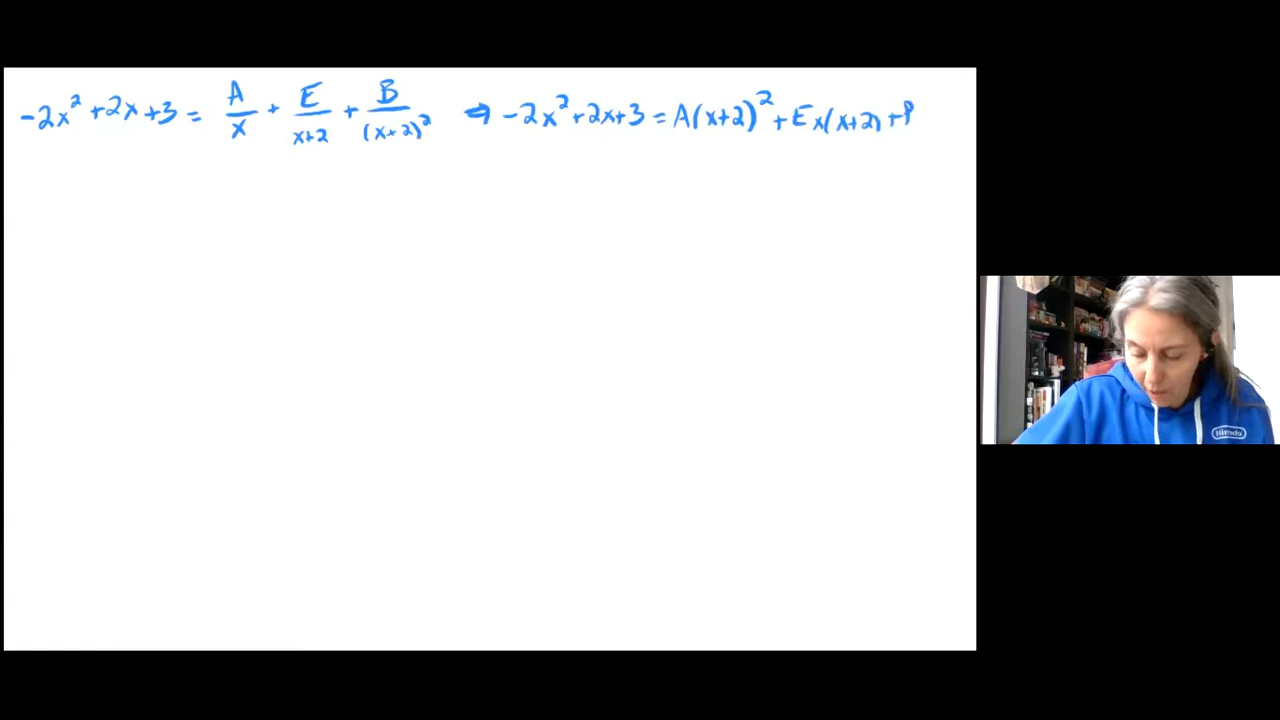 -2x² + 2x + 3 = A/x + E/(x+2) + B/(x+2)² ⇒ -2x² + 2x + 3 = A(x+2)² + Ex(x+2) +